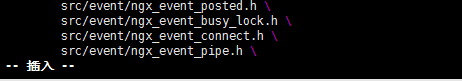 src/event/ngx_event_posted.h \
src/event/ngx_event_busy_lock.h \
src/event/ngx_event_connect.h \
src/event/ngx_event_pipe.h \
-- 插入 --